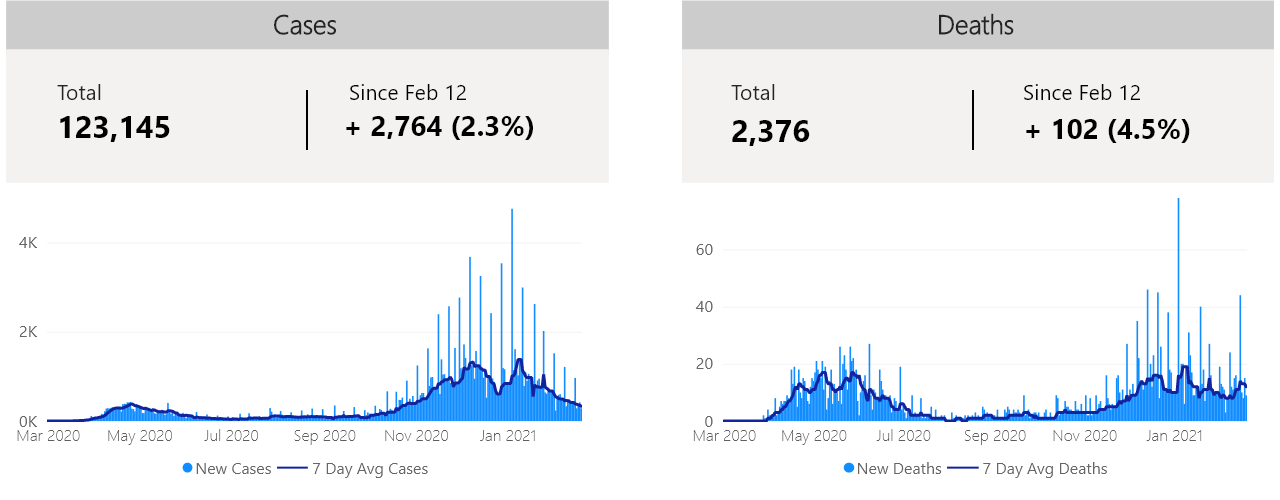 Cases
Total
Since Feb 12
123,145
+ 2,764 (2.3%)
4K
2K
0K
Mar 2020 May 2020 Jul 2020 Sep 2020 Nov 2020 Jan 2021
New Cases 7 Day Avg Cases
Deaths
Total
Since Feb 12
2,376
+ 102 (4.5%)
60
40
20
0
Mar 2020 May 2020 Jul 2020 Sep 2020 Nov 2020 Jan 2021
New Deaths 7 Day Avg Deaths